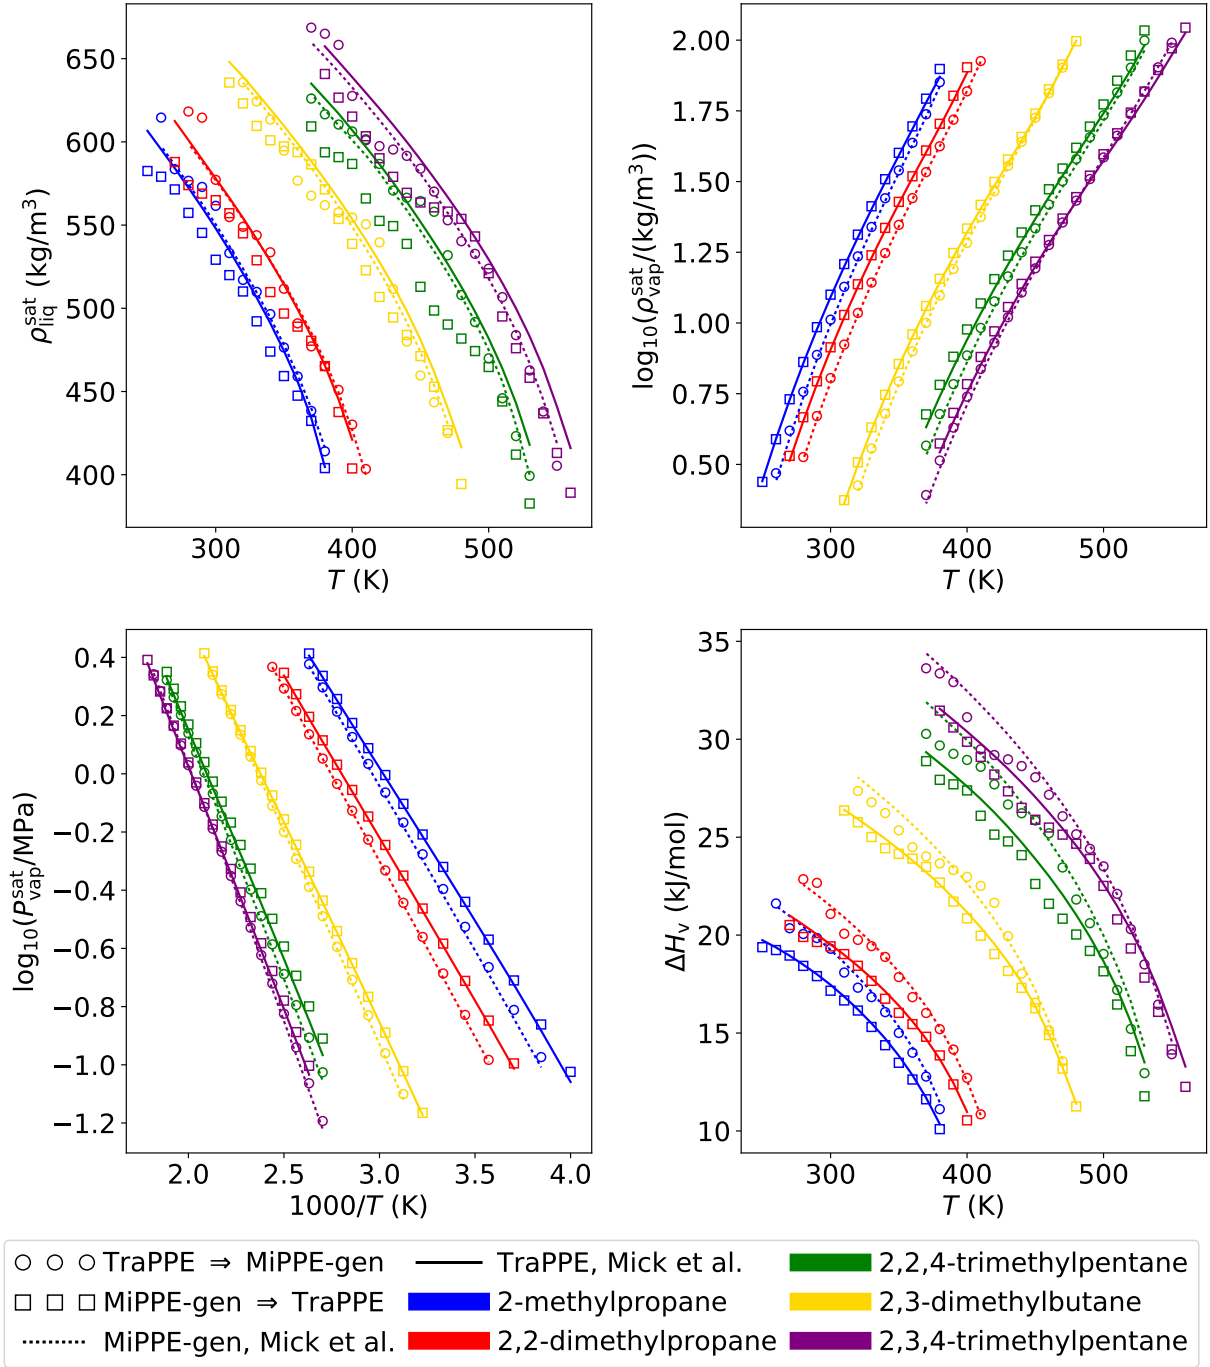 650
600
550
500
450
400
ρ_liq^sat (kg/m³)
300 400 500
T (K)
2.00
1.75
1.50
1.25
1.00
0.75
0.50
log₁₀(ρ_vap^sat/(kg/m³))
300 400 500
T (K)
0.4
0.2
0.0
−0.2
−0.4
−0.6
−0.8
−1.0
−1.2
log₁₀(P_vap^sat/MPa)
2.0 2.5 3.0 3.5 4.0
1000/T (K)
35
30
25
20
15
10
ΔH_v (kJ/mol)
300 400 500
T (K)
TraPPE ⇒ MiPPE-gen
MiPPE-gen ⇒ TraPPE
MiPPE-gen, Mick et al.
TraPPE, Mick et al.
2-methylpropane
2,2-dimethylpropane
2,2,4-trimethylpentane
2,3-dimethylbutane
2,3,4-trimethylpentane